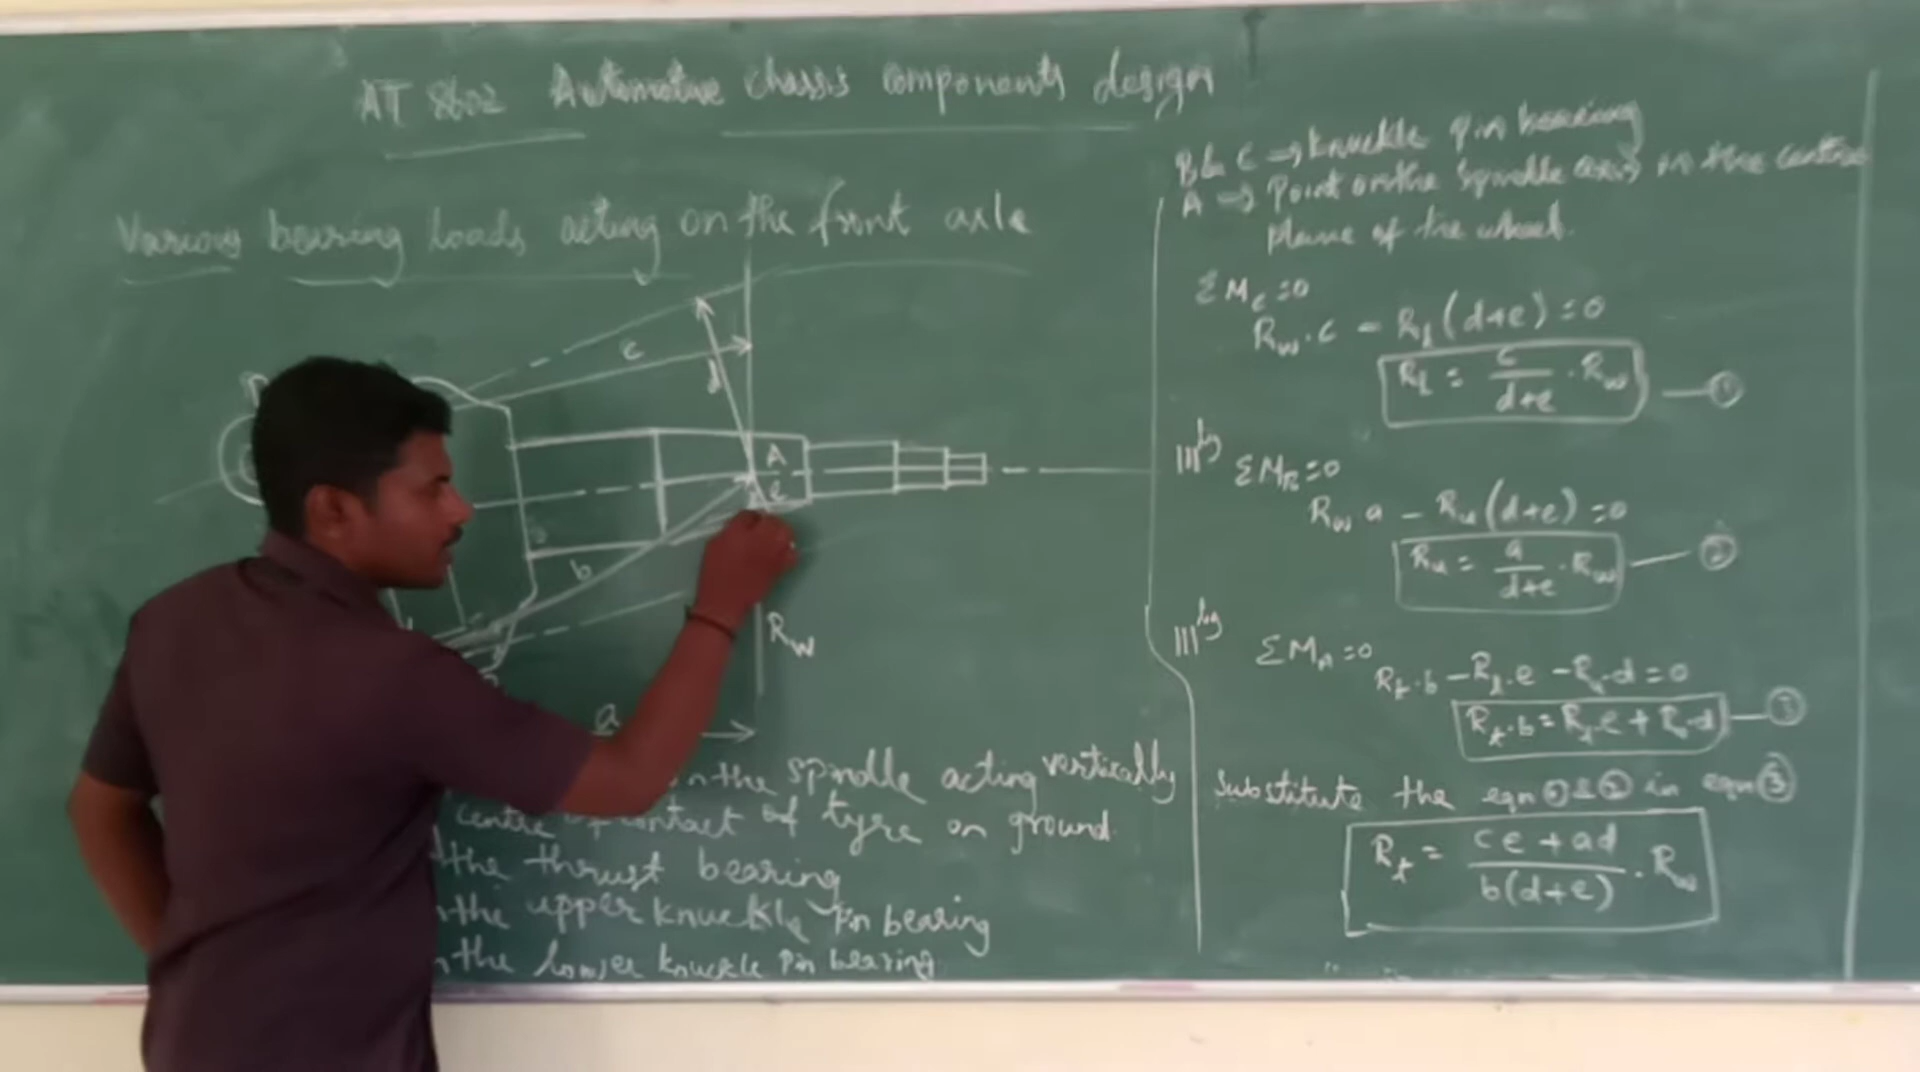 AT 8602 Automotive chassis components design
Various bearing loads acting on the front axle
c
d
A
e
b
Rw
a
n the spindle acting vertically
centre of contact of tyre on ground
the thrust bearing
the upper knuckle pin bearing
the lower knuckle pin bearing
B & C → knuckle pin bearing
A → Point on the spindle axis in the centre
plane of the wheel.
ΣMc=0
Rw.c - Rl(d+e)=0
Rl = c/(d+e) . Rw — ①
lllly ΣMB=0
Rw a - Ru(d+e)=0
Ru = a/(d+e) . Rw — ②
lllly ΣMA=0
Rt.b - Rl.e - Ru.d=0
Rt.b = Rl.e + Ru.d — ③
Substitute the eqn ① & ② in eqn ③
Rt = (ce+ad)/(b(d+e)) . Rw